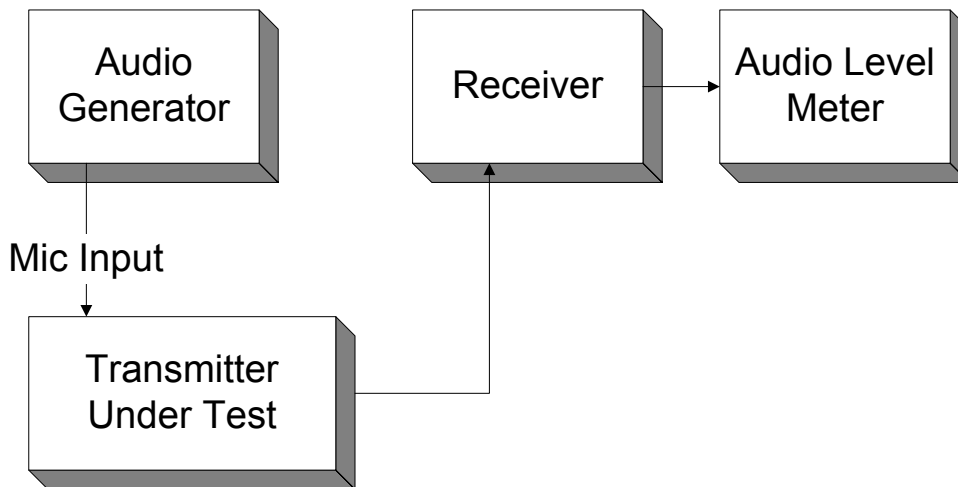 Audio
Generator
Receiver
Audio Level
Meter
Mic Input
Transmitter
Under Test